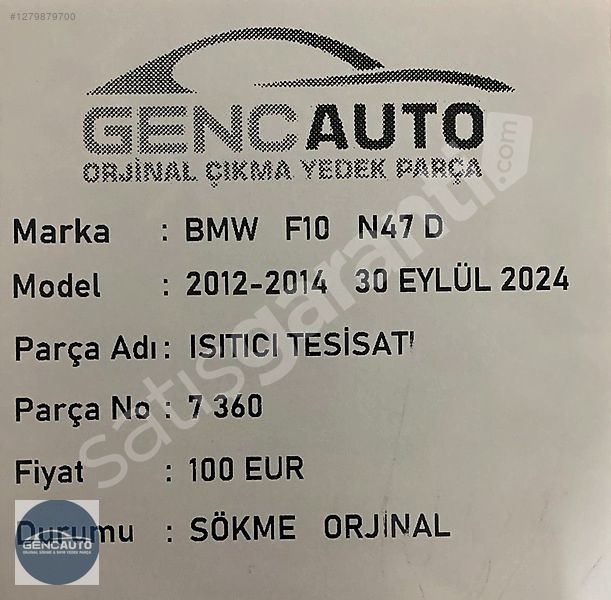 #1279879700
GENCAUTO
ORJİNAL ÇIKMA YEDEK PARÇA
Marka : BMW F10 N47 D
Model : 2012-2014 30 EYLÜL 2024
Parça Adı : ISITICI TESİSATI
Parça No : 7 360
Fiyat : 100 EUR
Durumu : SÖKME ORJİNAL
satışgaranti.com
GENCAUTO